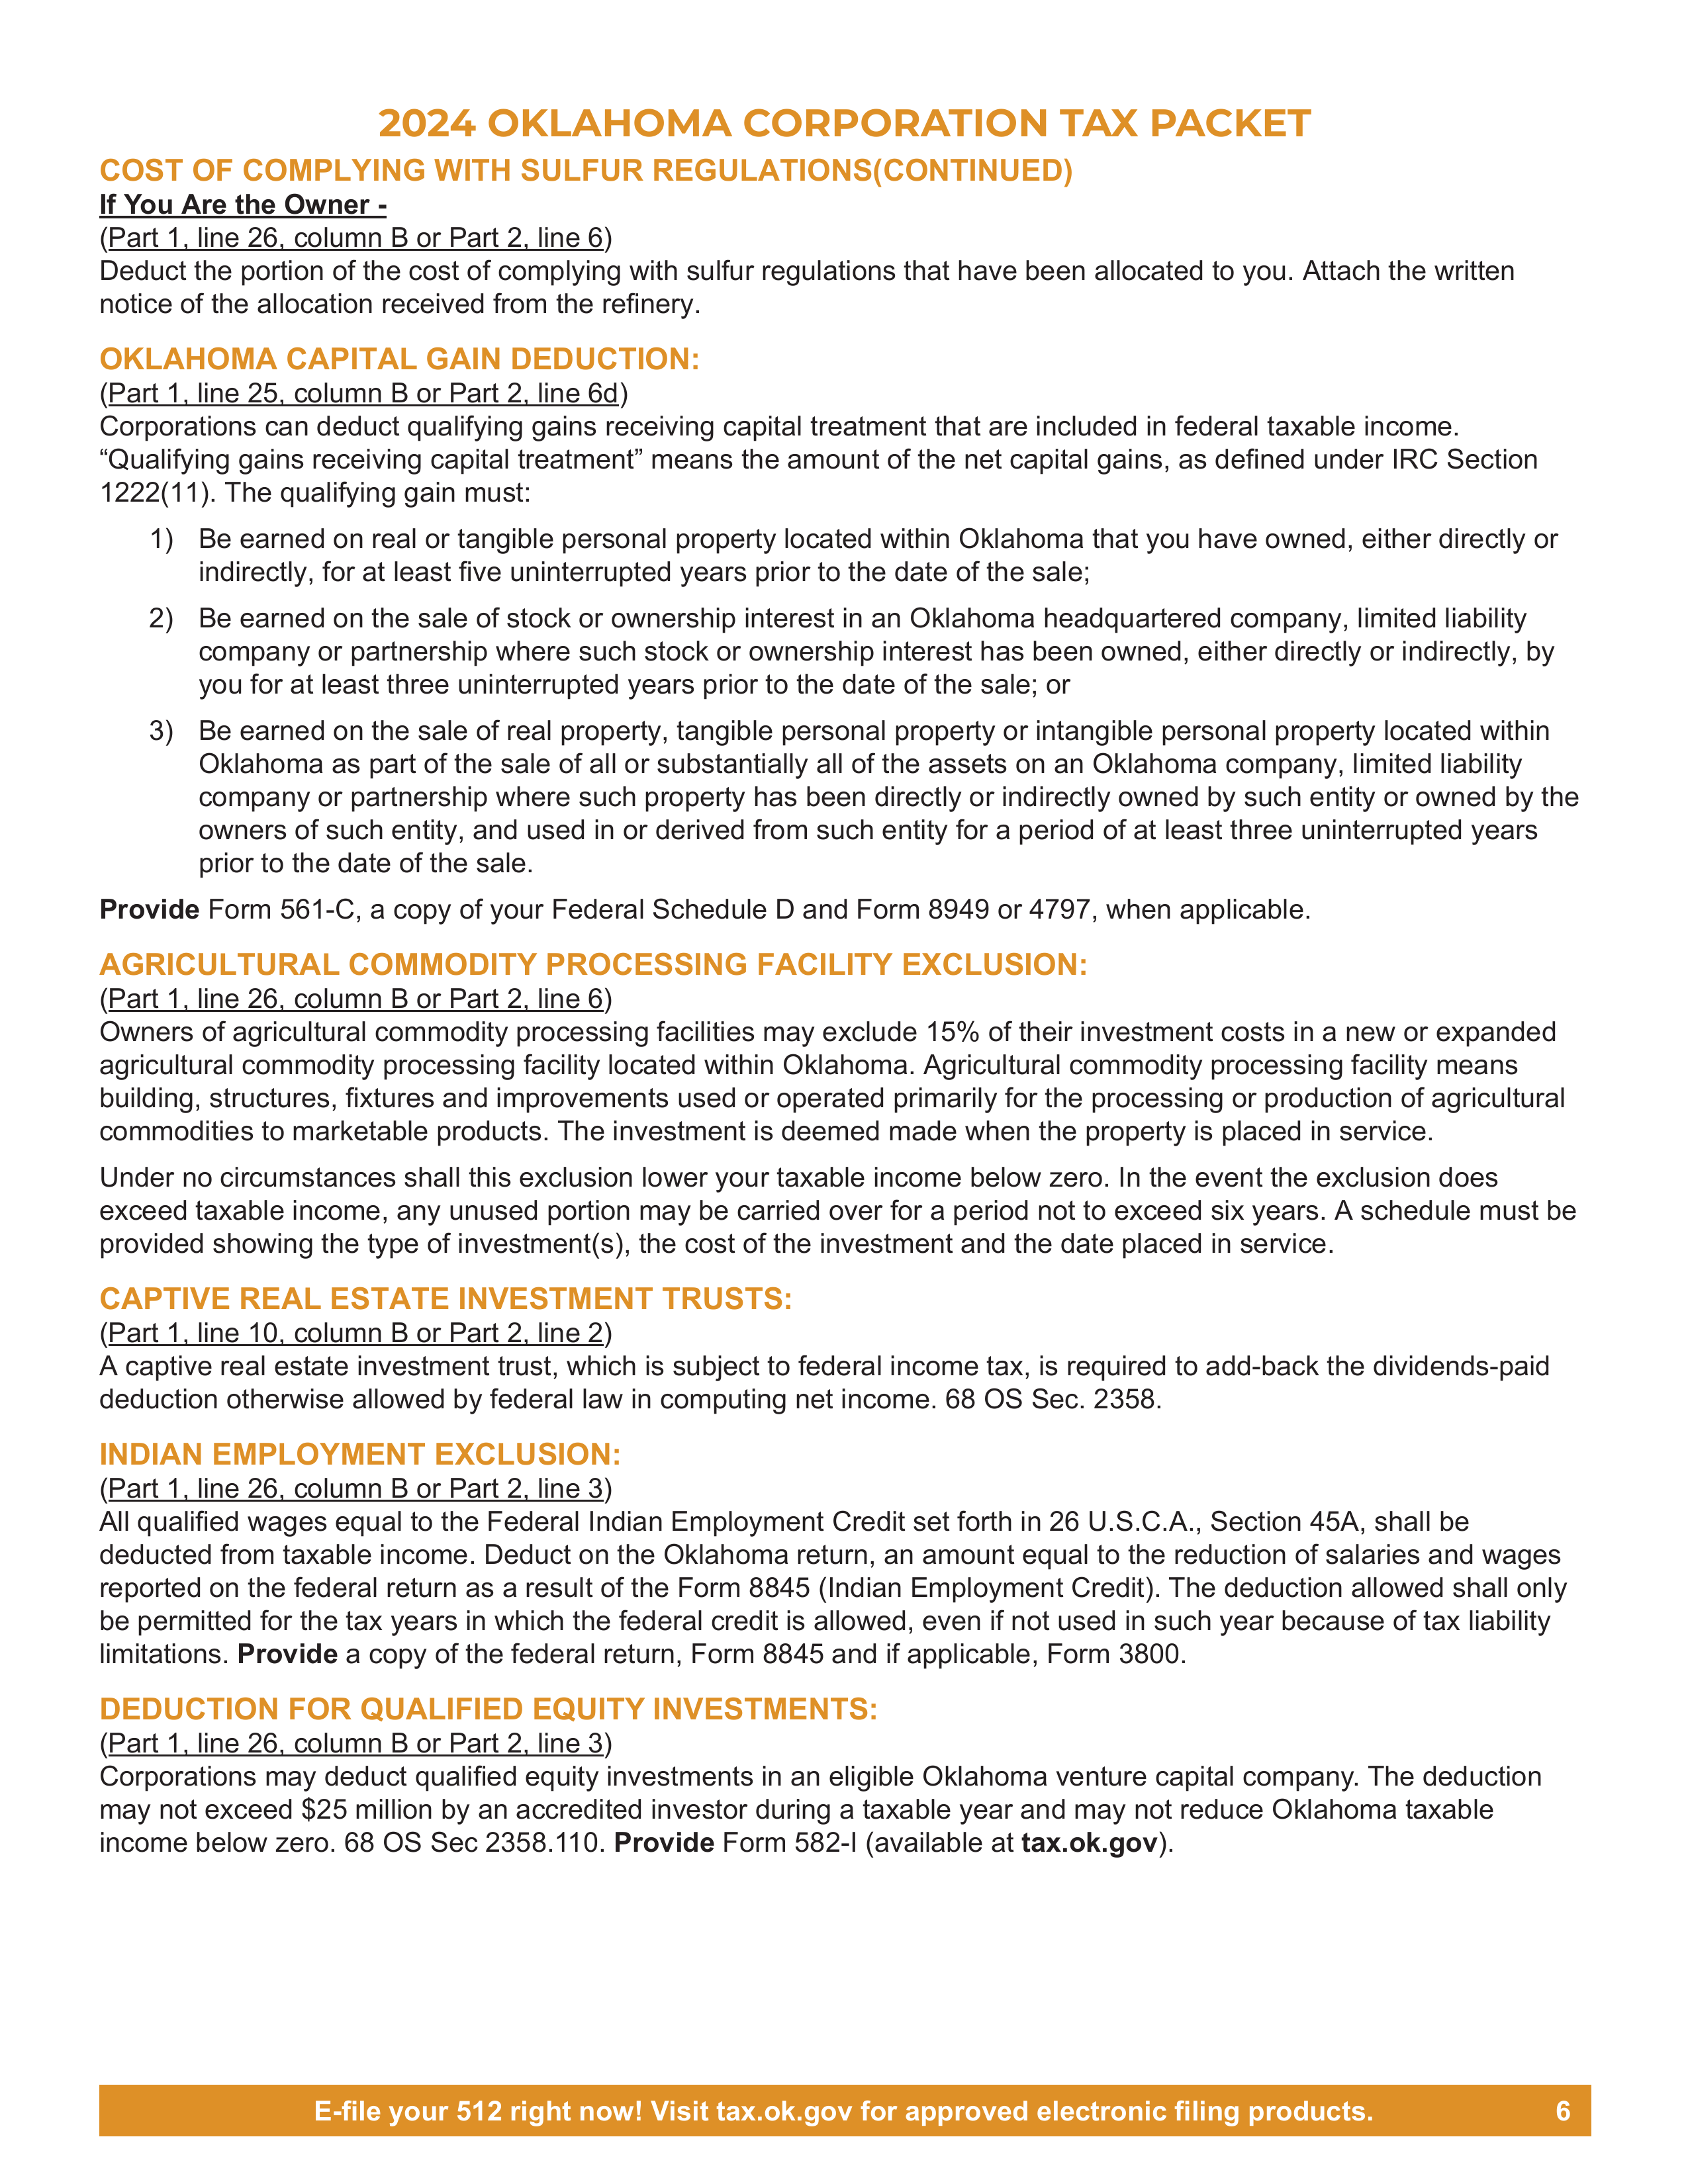 2024 OKLAHOMA CORPORATION TAX PACKET
COST OF COMPLYING WITH SULFUR REGULATIONS(CONTINUED)
If You Are the Owner -
(Part 1, line 26, column B or Part 2, line 6)
Deduct the portion of the cost of complying with sulfur regulations that have been allocated to you. Attach the written
notice of the allocation received from the refinery.
OKLAHOMA CAPITAL GAIN DEDUCTION:
(Part 1, line 25, column B or Part 2, line 6d)
Corporations can deduct qualifying gains receiving capital treatment that are included in federal taxable income.
“Qualifying gains receiving capital treatment” means the amount of the net capital gains, as defined under IRC Section
1222(11). The qualifying gain must:
1) Be earned on real or tangible personal property located within Oklahoma that you have owned, either directly or
indirectly, for at least five uninterrupted years prior to the date of the sale;
2) Be earned on the sale of stock or ownership interest in an Oklahoma headquartered company, limited liability
company or partnership where such stock or ownership interest has been owned, either directly or indirectly, by
you for at least three uninterrupted years prior to the date of the sale; or
3) Be earned on the sale of real property, tangible personal property or intangible personal property located within
Oklahoma as part of the sale of all or substantially all of the assets on an Oklahoma company, limited liability
company or partnership where such property has been directly or indirectly owned by such entity or owned by the
owners of such entity, and used in or derived from such entity for a period of at least three uninterrupted years
prior to the date of the sale.
Provide Form 561-C, a copy of your Federal Schedule D and Form 8949 or 4797, when applicable.
AGRICULTURAL COMMODITY PROCESSING FACILITY EXCLUSION:
(Part 1, line 26, column B or Part 2, line 6)
Owners of agricultural commodity processing facilities may exclude 15% of their investment costs in a new or expanded
agricultural commodity processing facility located within Oklahoma. Agricultural commodity processing facility means
building, structures, fixtures and improvements used or operated primarily for the processing or production of agricultural
commodities to marketable products. The investment is deemed made when the property is placed in service.
Under no circumstances shall this exclusion lower your taxable income below zero. In the event the exclusion does
exceed taxable income, any unused portion may be carried over for a period not to exceed six years. A schedule must be
provided showing the type of investment(s), the cost of the investment and the date placed in service.
CAPTIVE REAL ESTATE INVESTMENT TRUSTS:
(Part 1, line 10, column B or Part 2, line 2)
A captive real estate investment trust, which is subject to federal income tax, is required to add-back the dividends-paid
deduction otherwise allowed by federal law in computing net income. 68 OS Sec. 2358.
INDIAN EMPLOYMENT EXCLUSION:
(Part 1, line 26, column B or Part 2, line 3)
All qualified wages equal to the Federal Indian Employment Credit set forth in 26 U.S.C.A., Section 45A, shall be
deducted from taxable income. Deduct on the Oklahoma return, an amount equal to the reduction of salaries and wages
reported on the federal return as a result of the Form 8845 (Indian Employment Credit). The deduction allowed shall only
be permitted for the tax years in which the federal credit is allowed, even if not used in such year because of tax liability
limitations. Provide a copy of the federal return, Form 8845 and if applicable, Form 3800.
DEDUCTION FOR QUALIFIED EQUITY INVESTMENTS:
(Part 1, line 26, column B or Part 2, line 3)
Corporations may deduct qualified equity investments in an eligible Oklahoma venture capital company. The deduction
may not exceed $25 million by an accredited investor during a taxable year and may not reduce Oklahoma taxable
income below zero. 68 OS Sec 2358.110. Provide Form 582-I (available at tax.ok.gov).
E-file your 512 right now! Visit tax.ok.gov for approved electronic filing products. 6